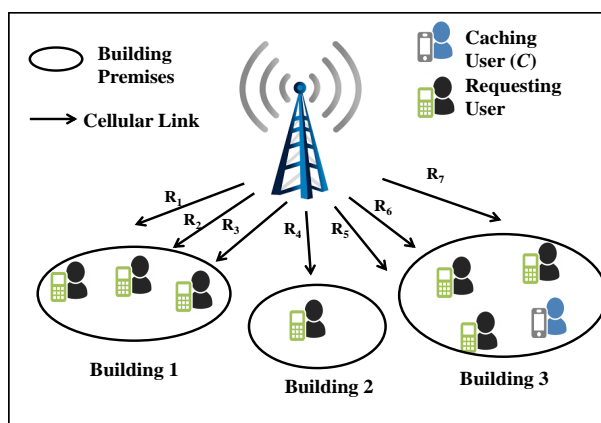 Building
Premises
Cellular Link
Caching
User (C)
Requesting
User
R1
R2
R3
R4
R5
R6
R7
Building 1
Building 2
Building 3